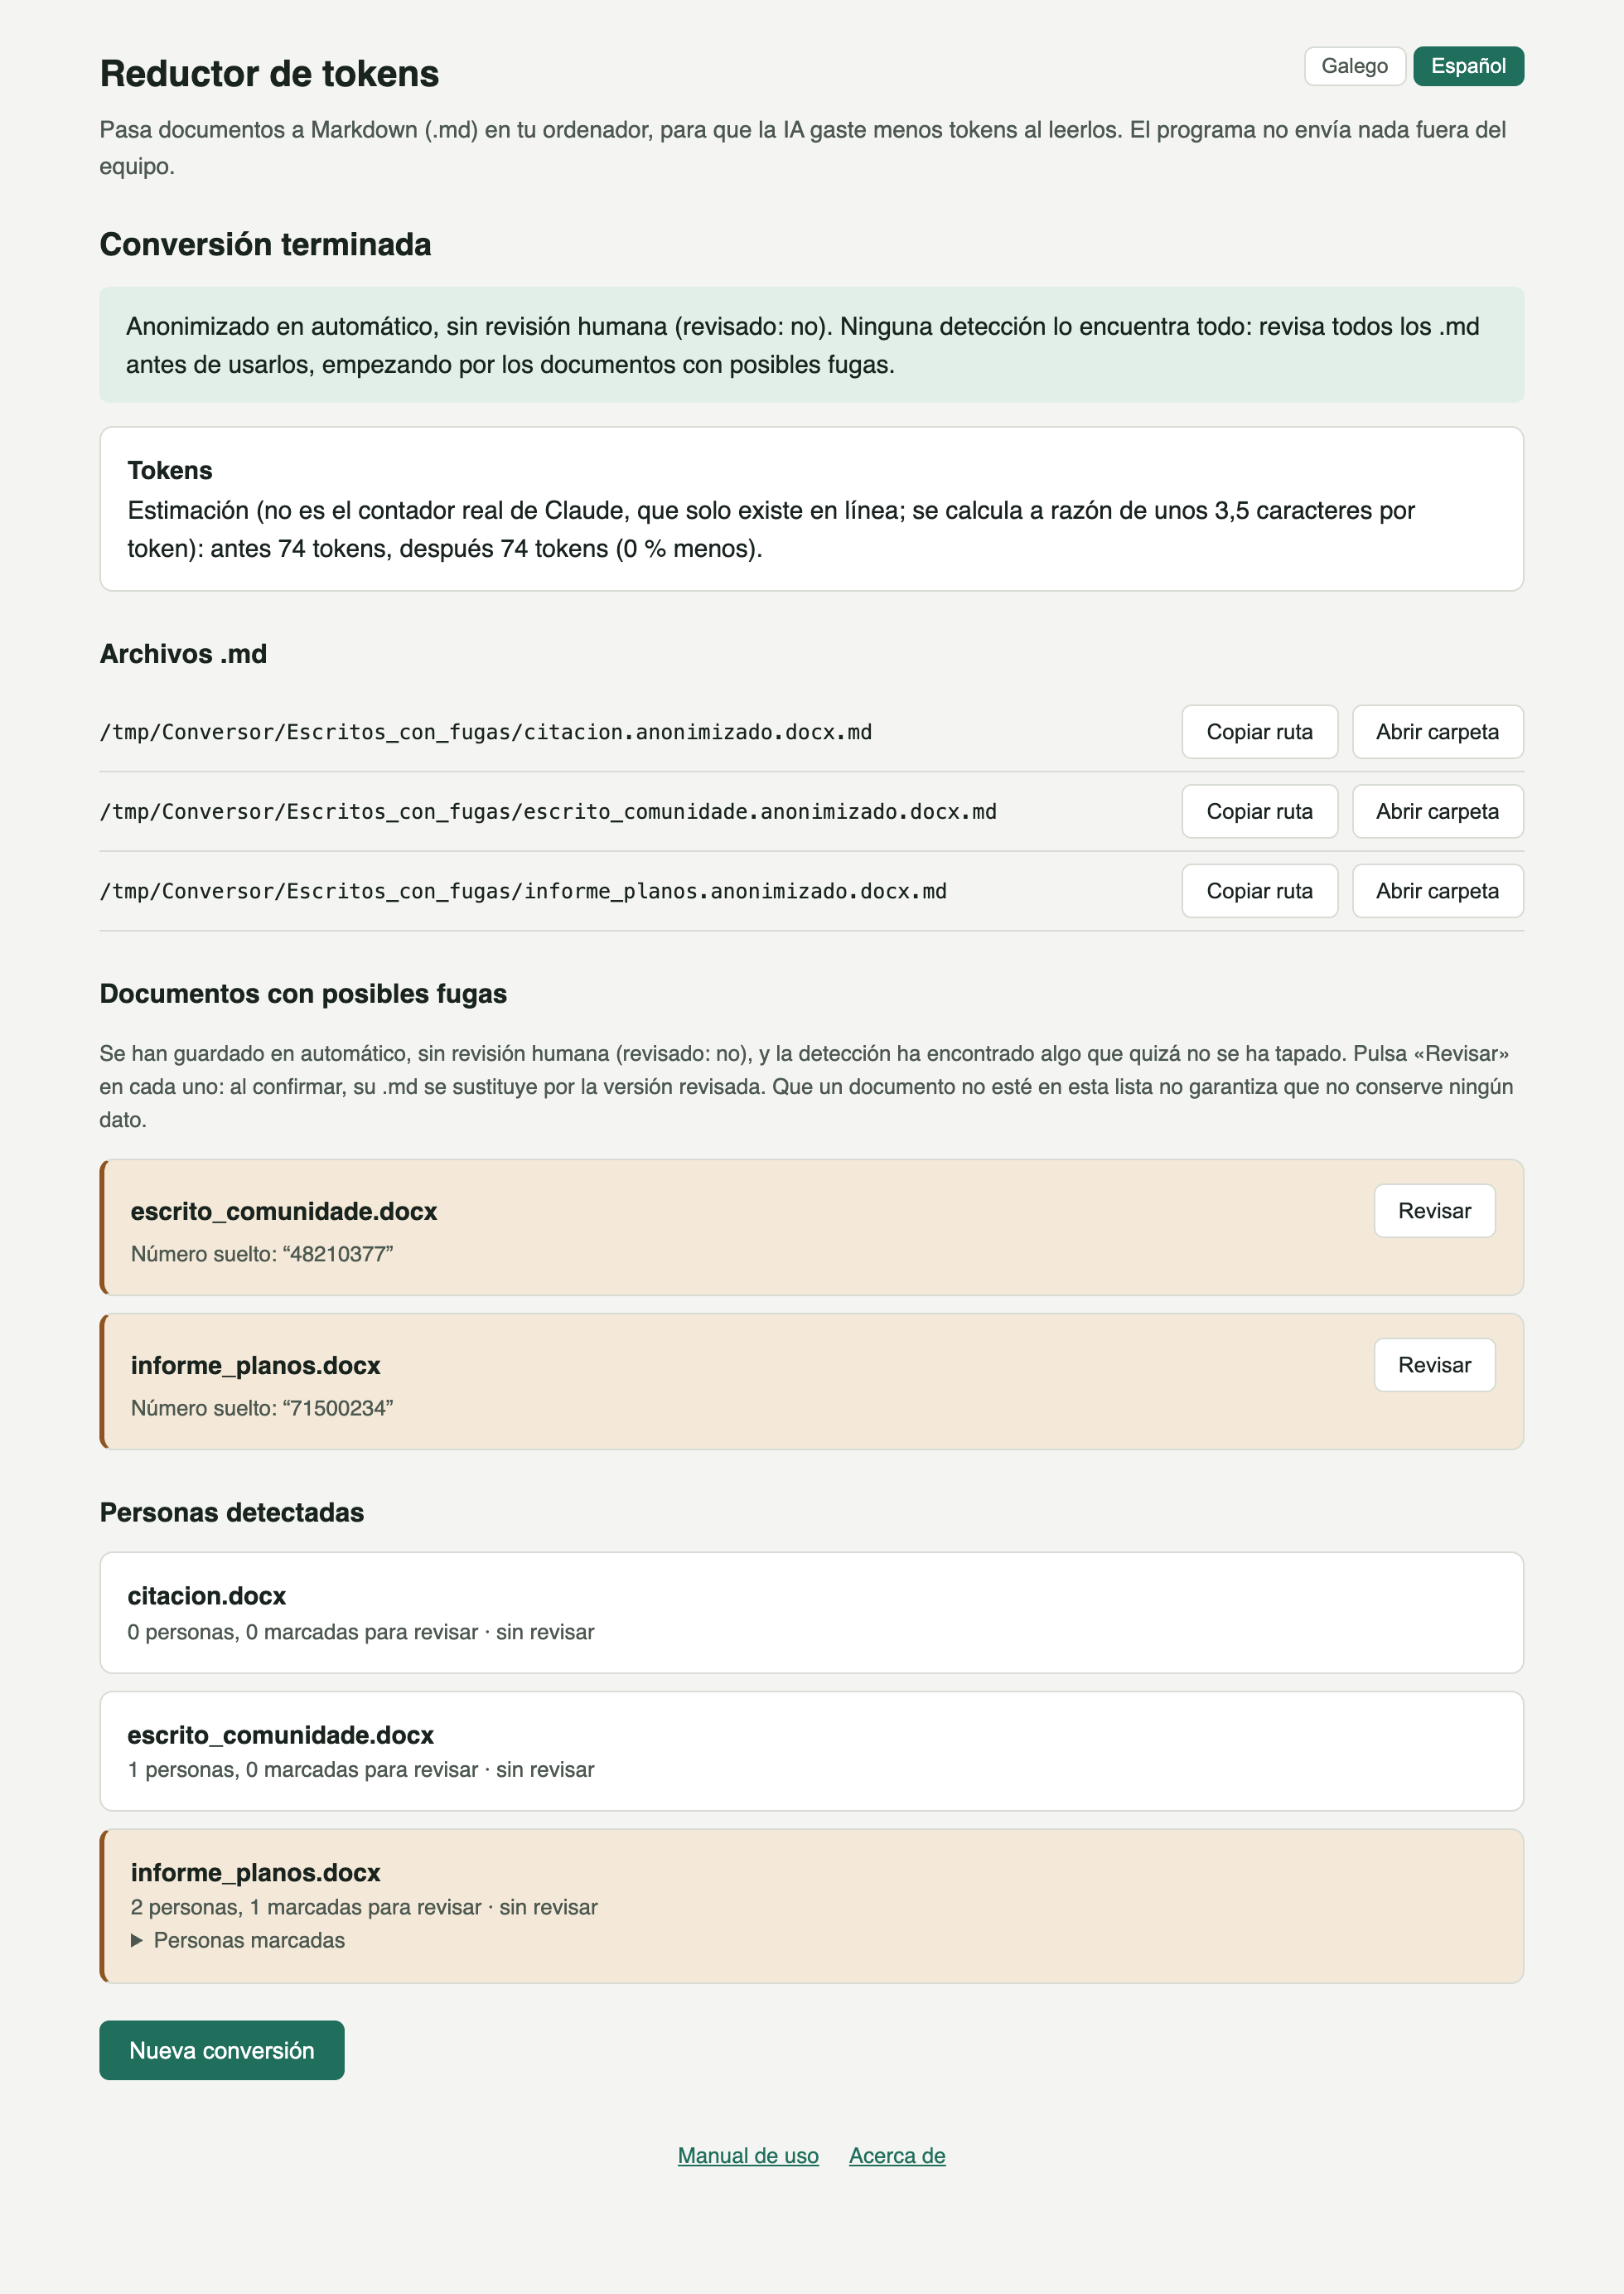 Reductor de tokens
Galego
Español
Pasa documentos a Markdown (.md) en tu ordenador, para que la IA gaste menos tokens al leerlos. El programa no envía nada fuera del
equipo.
Conversión terminada
Anonimizado en automático, sin revisión humana (revisado: no). Ninguna detección lo encuentra todo: revisa todos los .md
antes de usarlos, empezando por los documentos con posibles fugas.
Tokens
Estimación (no es el contador real de Claude, que solo existe en línea; se calcula a razón de unos 3,5 caracteres por
token): antes 74 tokens, después 74 tokens (0 % menos).
Archivos .md
/tmp/Conversor/Escritos_con_fugas/citacion.anonimizado.docx.md
Copiar ruta
Abrir carpeta
/tmp/Conversor/Escritos_con_fugas/escrito_comunidade.anonimizado.docx.md
Copiar ruta
Abrir carpeta
/tmp/Conversor/Escritos_con_fugas/informe_planos.anonimizado.docx.md
Copiar ruta
Abrir carpeta
Documentos con posibles fugas
Se han guardado en automático, sin revisión humana (revisado: no), y la detección ha encontrado algo que quizá no se ha tapado. Pulsa «Revisar»
en cada uno: al confirmar, su .md se sustituye por la versión revisada. Que un documento no esté en esta lista no garantiza que no conserve ningún
dato.
escrito_comunidade.docx
Revisar
Número suelto: “48210377”
informe_planos.docx
Revisar
Número suelto: “71500234”
Personas detectadas
citacion.docx
0 personas, 0 marcadas para revisar · sin revisar
escrito_comunidade.docx
1 personas, 0 marcadas para revisar · sin revisar
informe_planos.docx
2 personas, 1 marcadas para revisar · sin revisar
Personas marcadas
Nueva conversión
Manual de uso
Acerca de